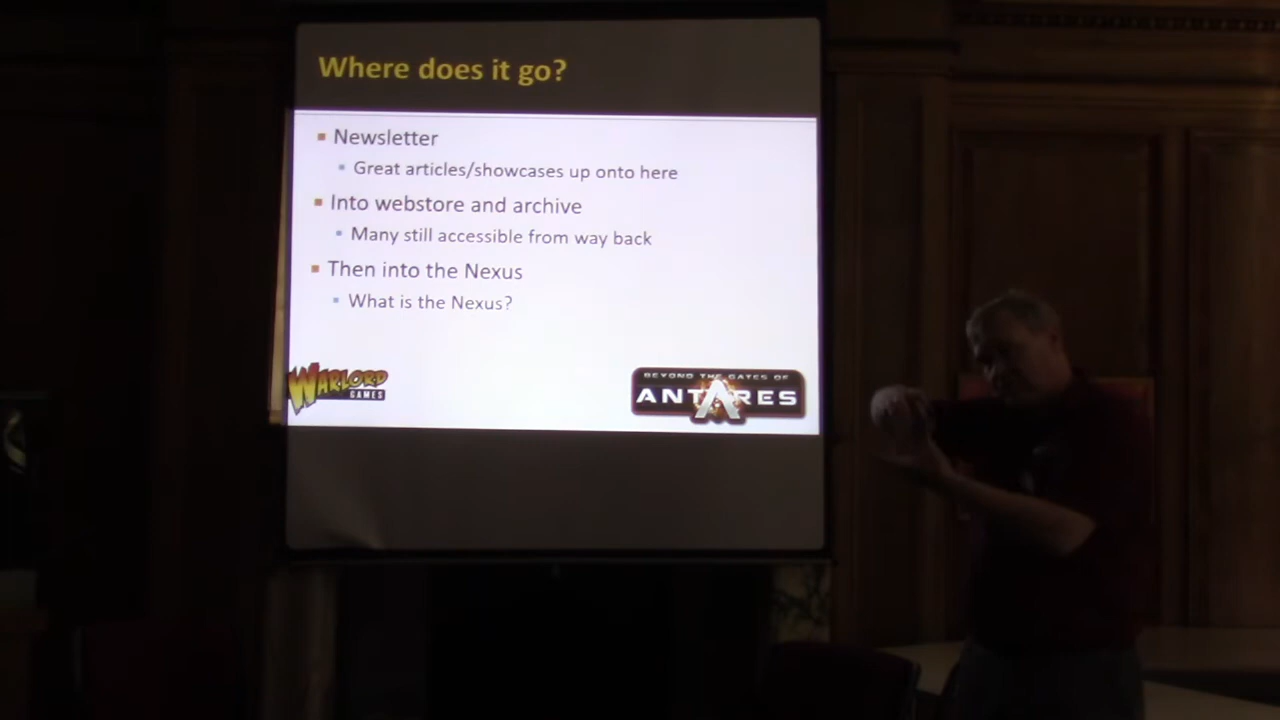 Where does it go?
Newsletter
Great articles/showcases up onto here
Into webstore and archive
Many still accessible from way back
Then into the Nexus
What is the Nexus?
WARLORD
GAMES
BEYOND THE GATES OF
ANTARES